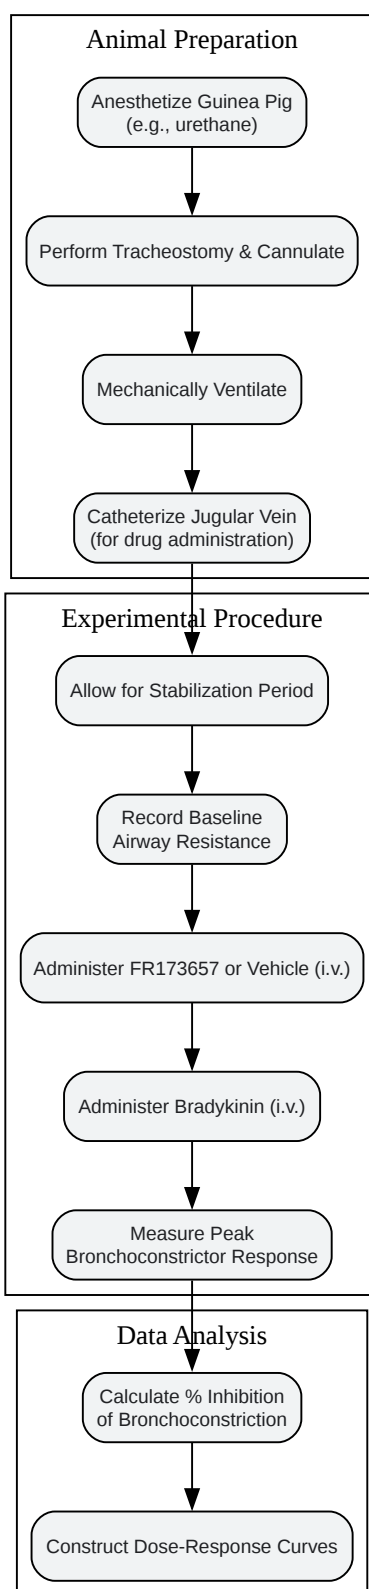 Animal Preparation
Anesthetize Guinea Pig
(e.g., urethane)
Perform Tracheostomy & Cannulate
Mechanically Ventilate
Catheterize Jugular Vein
(for drug administration)
Experimental Procedure
Allow for Stabilization Period
Record Baseline
Airway Resistance
Administer FR173657 or Vehicle (i.v.)
Administer Bradykinin (i.v.)
Measure Peak
Bronchoconstrictor Response
Data Analysis
Calculate % Inhibition
of Bronchoconstriction
Construct Dose-Response Curves